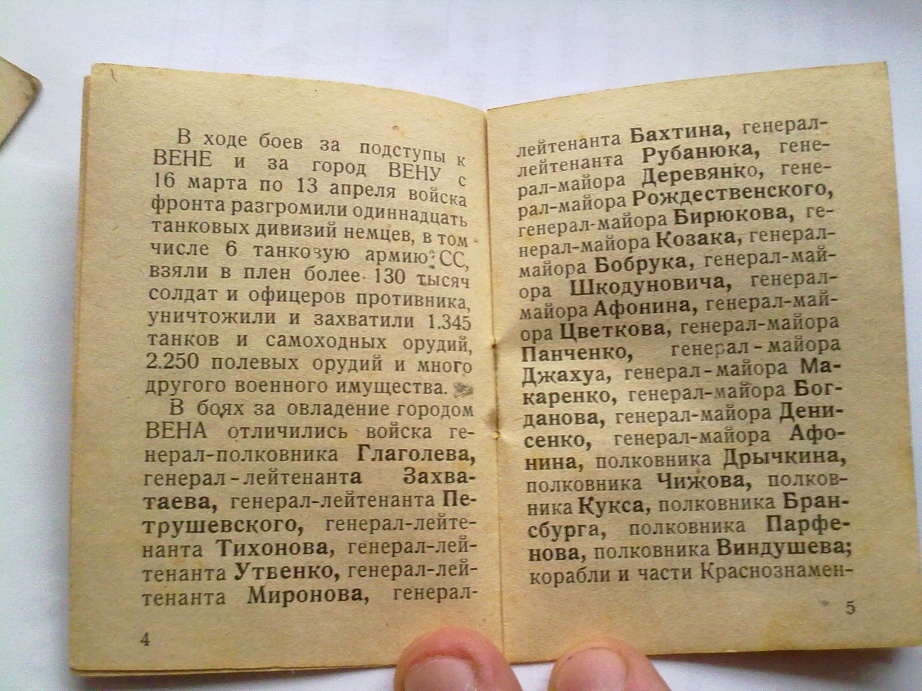 В ходе боев за подступы к
ВЕНЕ и за город ВЕНУ с
16 марта по 13 апреля войска
фронта разгромили одиннадцать
танковых дивизий немцев, в том
числе 6 танковую армию СС,
взяли в плен более 130 тысяч
солдат и офицеров противника,
уничтожили и захватили 1.345
танков и самоходных орудий,
2.250 полевых орудий и много
другого военного имущества.
В боях за овладение городом
ВЕНА отличились войска ге-
нерал-полковника Глаголева,
генерал-лейтенанта Захва-
таева, генерал-лейтенанта Пе-
трушевского, генерал-лейте-
нанта Тихонова, генерал-лей-
тенанта Утвенко, генерал-лей-
тенанта Миронова, генерал-
4
лейтенанта Бахтина, генерал-
лейтенанта Рубанюка, гене-
рал-майора Деревянко, гене-
рал-майора Рождественского,
генерал-майора Бирюкова, ге-
нерал-майора Козака, генерал-
майора Бобрука, генерал-май-
ора Шкодуновича, генерал-
майора Афонина, генерал-май-
ора Цветкова, генерал-майора
Панченко, генерал-майора
Джахуа, генерал-майора Ма-
каренко, генерал-майора Бог-
данова, генерал-майора Дени-
сенко, генерал-майора Афо-
нина, полковника Дрычкина,
полковника Чижова, полков-
ника Кукса, полковника Бран-
сбурга, полковника Парфе-
нова, полковника Виндушева;
корабли и части Краснознамен-
5